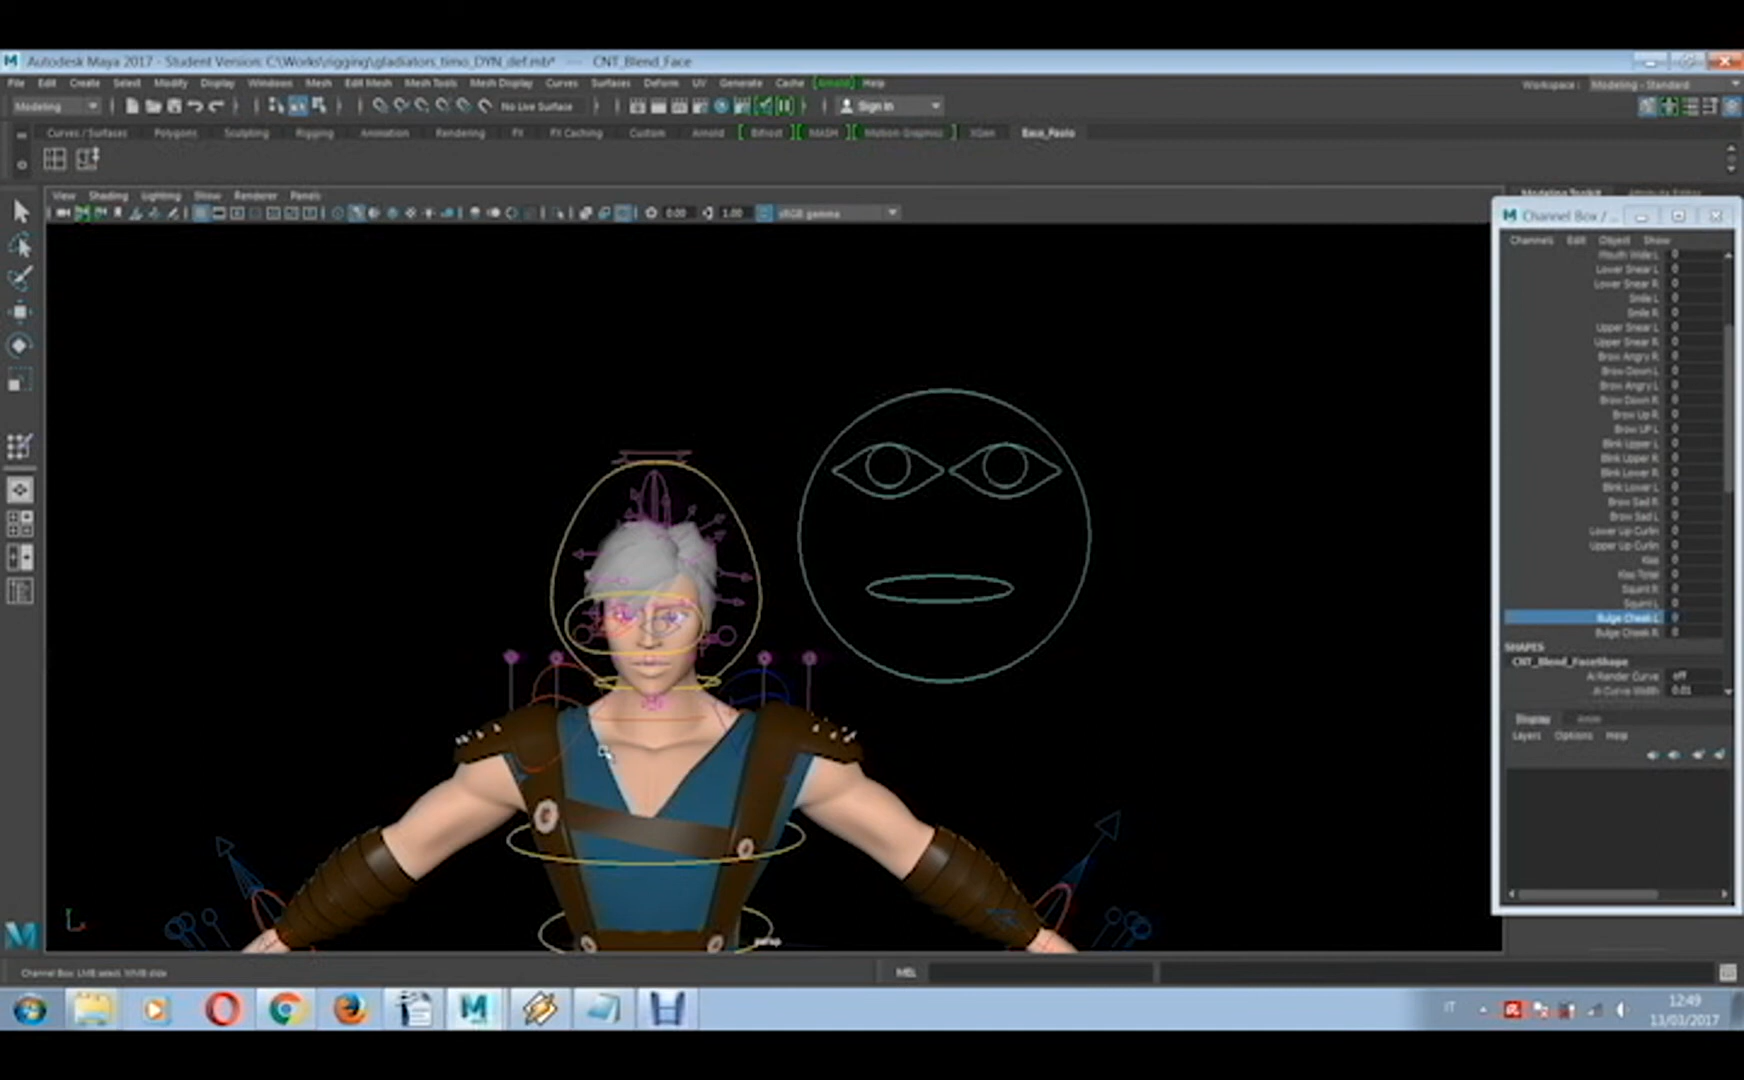 Autodesk Maya 2017 - Student Version: C:\Works\rigging\gladiators_timo_DYN_def.mb* --- CNT_Blend_Face
File Edit Create Select Modify Display Windows Mesh Edit Mesh Mesh Tools Mesh Display Curves Surfaces Deform UV Generate Cache [Arnold] Help
Workspace : Modeling - Standard
Modeling
No Live Surface
Sign In
Curves / Surfaces Polygons Sculpting Rigging Animation Rendering FX FX Caching Custom Arnold Bifrost MASH Motion Graphics XGen Base_Paolo
View Shading Lighting Show Renderer Panels
0.00 1.00 sRGB gamma
Modeling Toolkit Attribute Editor
Channel Box / ...
Channels Edit Object Show
Mouth Wide L 0
Lower Snear L 0
Lower Snear R 0
Smile L 0
Smile R 0
Upper Snear L 0
Upper Snear R 0
Brow Angry R 0
Brow Down L 0
Brow Angry L 0
Brow Down R 0
Brow Up R 0
Brow UP L 0
Blink Upper L 0
Blink Upper R 0
Blink Lower R 0
Blink Lower L 0
Brow Sad R 0
Brow Sad L 0
Lower Lip CurlIn 0
Upper Lip CurlIn 0
Kiss 0
Kiss Total 0
Squint R 0
Squint L 0
Bulge Cheek L 0
Bulge Cheek R 0
SHAPES
CNT_Blend_FaceShape
Ai Render Curve off
Ai Curve Width 0.01
Display Anim
Layers Options Help
persp
Channel Box: LMB select, MMB slide
MEL
IT
12:49
13/03/2017